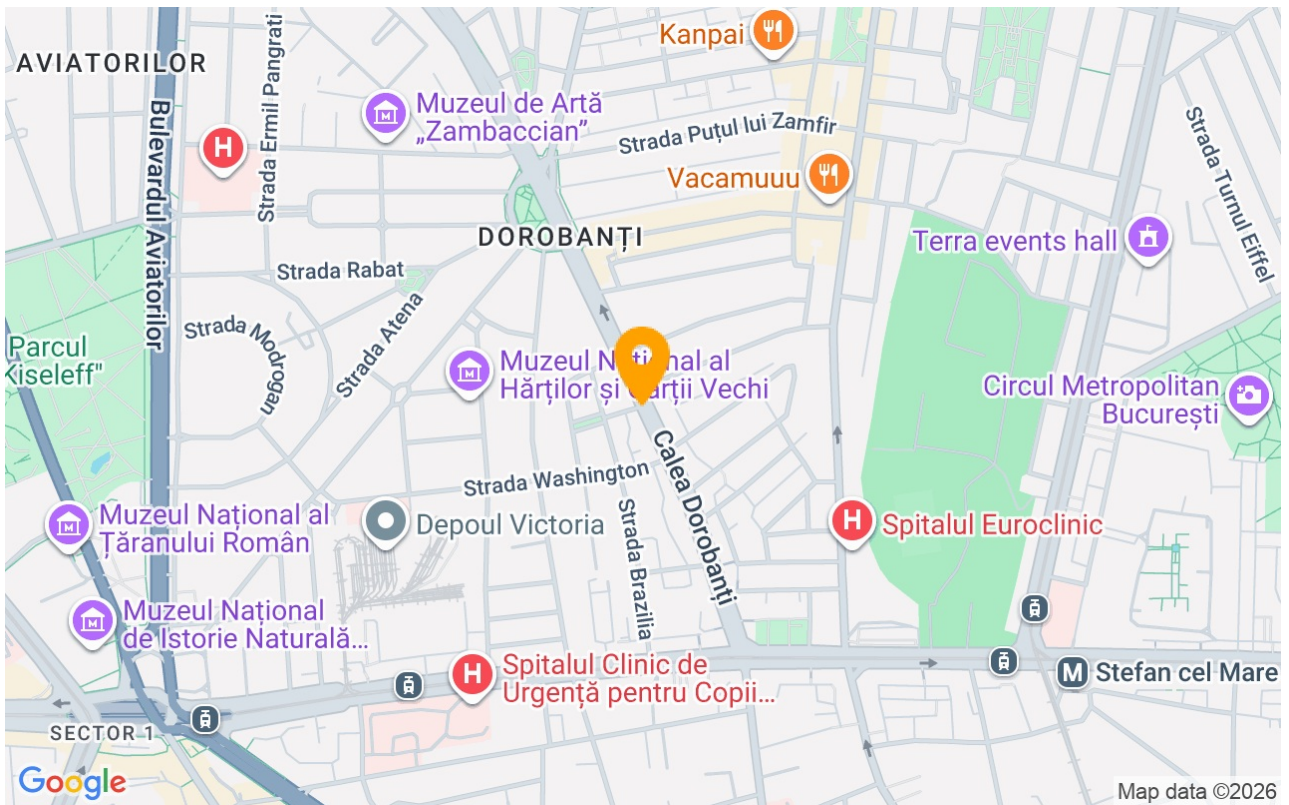 Kanpai
AVIATORILOR
Strada Ermil Pangrati
Bulevardul Aviatorilor
Muzeul de Artă
„Zambaccian”
Strada Puțul lui Zamfir
Strada Turnul Eiffel
H
Vacamuuu
DOROBANȚI
Terra events hall
Strada Rabat
Strada Atena
Strada Modrogan
Parcul
Kiseleff"
Muzeul Național al
Hărților și Cărții Vechi
Circul Metropolitan
București
Calea Dorobanți
Strada Washington
Strada Brazilia
Muzeul Național al
Țăranului Român
Depoul Victoria
H
Spitalul Euroclinic
Muzeul Național
de Istorie Naturală...
H
Spitalul Clinic de
Urgență pentru Copii...
M
Stefan cel Mare
SECTOR 1
Google
Map data ©2026